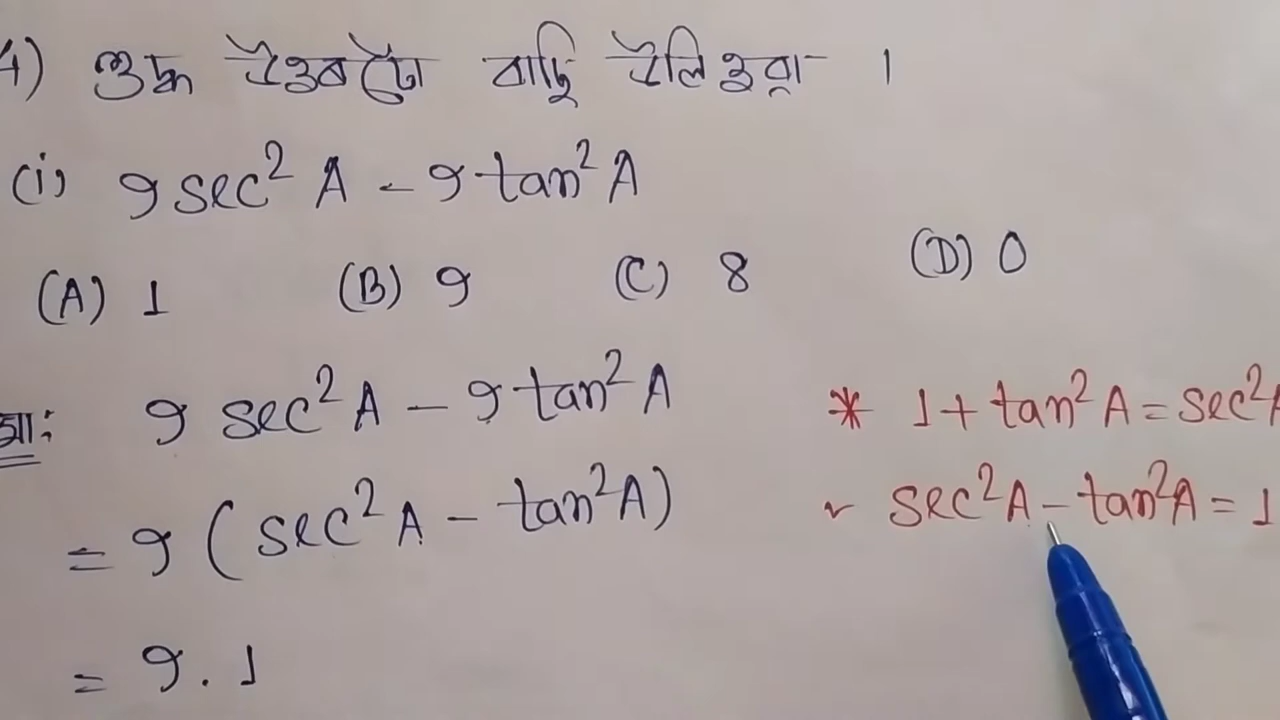 4) শুদ্ধ উত্তৰটো বাছি উলিওৱা ।
(i) 9 sec² A - 9 tan² A
(A) 1 (B) 9 (C) 8 (D) 0
9 sec² A - 9 tan² A
* 1 + tan² A = sec² A
= 9 ( sec² A - tan² A)
sec² A - tan² A = 1
= 9 . 1